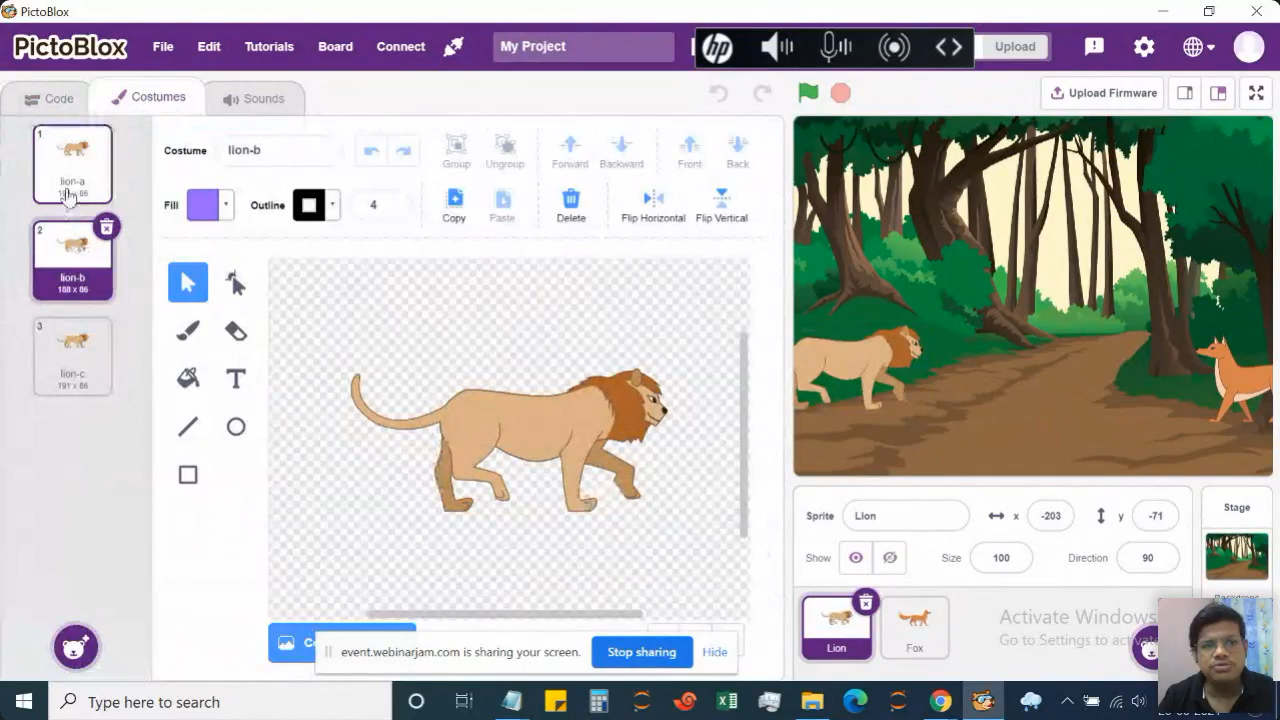 PictoBlox
PictoBlox File Edit Tutorials Board Connect My Project hp Upload
Code Costumes Sounds Upload Firmware
1
lion-a
Costume lion-b Group Ungroup Forward Backward Front Back
Fill Outline 4 Copy Paste Delete Flip Horizontal Flip Vertical
2
lion-b
188 x 86
3
lion-c
191 x 86
T
Sprite Lion x -203 y -71
Show Size 100 Direction 90
Stage
Lion
Fox
Activate Windows
Go to Settings to
event.webinarjam.com is sharing your screen. Stop sharing Hide
Type here to search